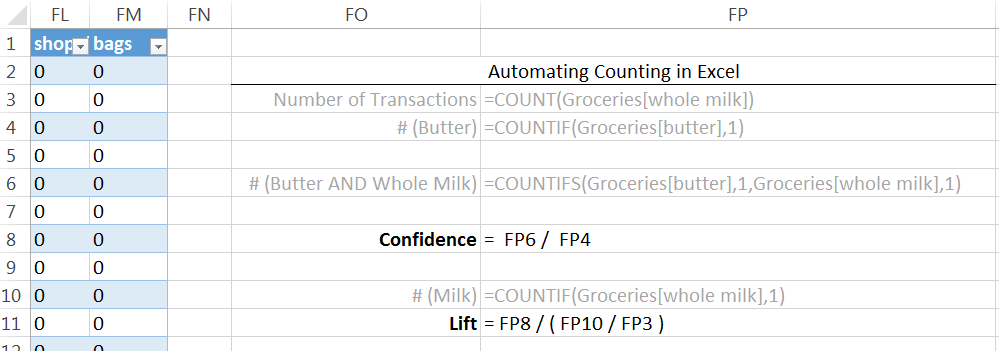 FL FM FN FO FP
1 shop bags
2 0 0 Automating Counting in Excel
3 0 0 Number of Transactions =COUNT(Groceries[whole milk])
4 0 0 # (Butter) =COUNTIF(Groceries[butter],1)
5 0 0
6 0 0 # (Butter AND Whole Milk) =COUNTIFS(Groceries[butter],1,Groceries[whole milk],1)
7 0 0
8 0 0 Confidence = FP6 / FP4
9 0 0
10 0 0 # (Milk) =COUNTIF(Groceries[whole milk],1)
11 0 0 Lift = FP8 / ( FP10 / FP3 )
12 0 0